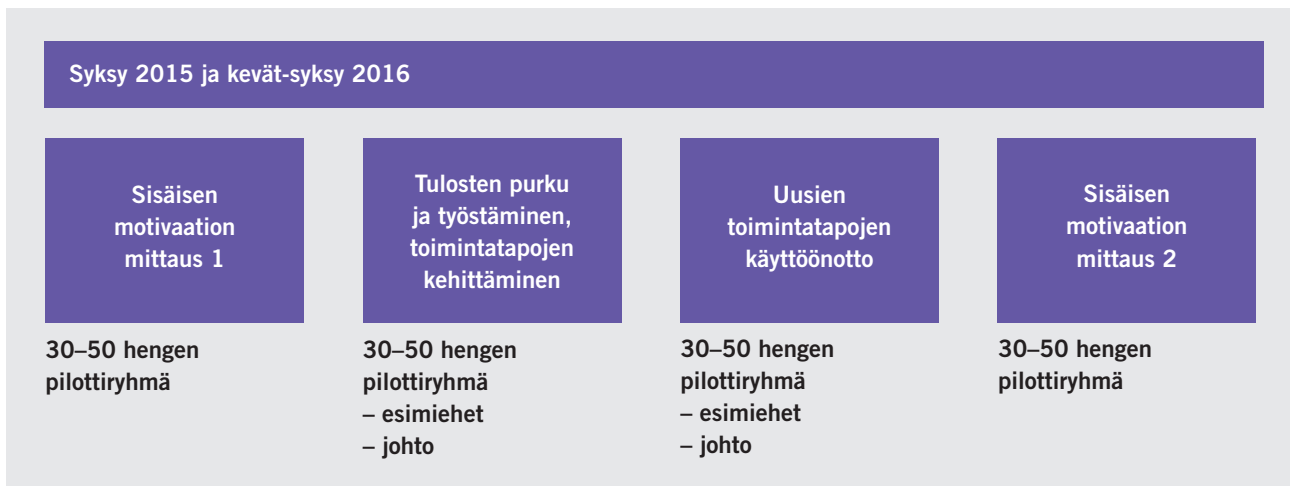 Syksy 2015 ja kevät-syksy 2016
Sisäisen
motivaation
mittaus 1
30–50 hengen
pilottiryhmä
Tulosten purku
ja työstäminen,
toimintatapojen
kehittäminen
30–50 hengen
pilottiryhmä
– esimiehet
– johto
Uusien
toimintatapojen
käyttöönotto
30–50 hengen
pilottiryhmä
– esimiehet
– johto
Sisäisen
motivaation
mittaus 2
30–50 hengen
pilottiryhmä